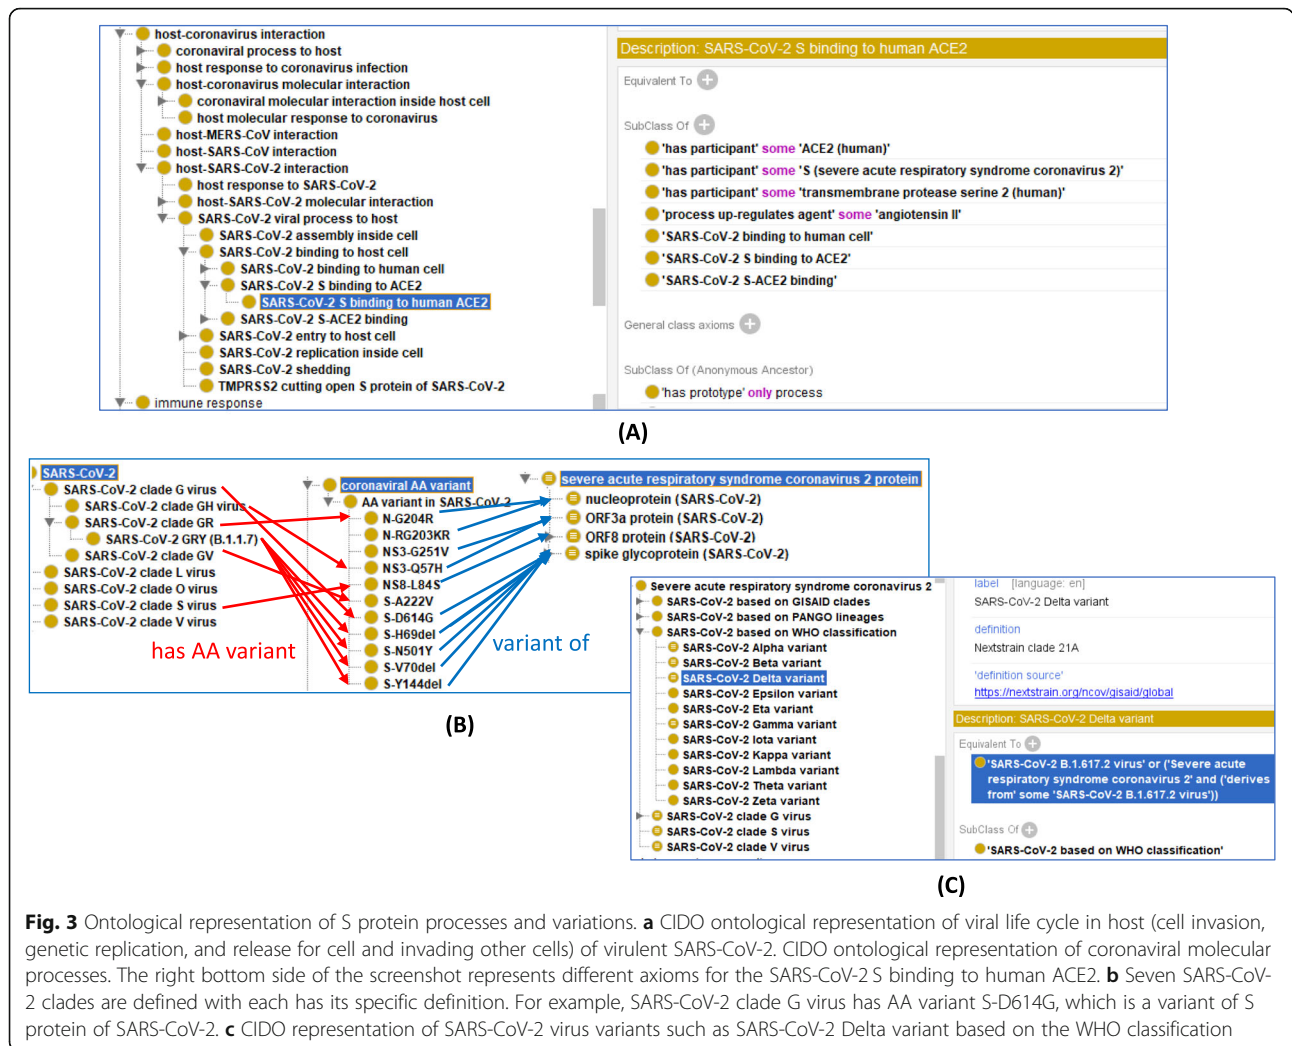 host-coronavirus interaction
coronaviral process to host
host response to coronavirus infection
host-coronavirus molecular interaction
coronaviral molecular interaction inside host cell
host molecular response to coronavirus
host-MERS-CoV interaction
host-SARS-CoV interaction
host-SARS-CoV-2 interaction
host response to SARS-CoV-2
host-SARS-CoV-2 molecular interaction
SARS-CoV-2 viral process to host
SARS-CoV-2 assembly inside cell
SARS-CoV-2 binding to host cell
SARS-CoV-2 binding to human cell
SARS-CoV-2 S binding to ACE2
SARS-CoV-2 S binding to human ACE2
SARS-CoV-2 S-ACE2 binding
SARS-CoV-2 entry to host cell
SARS-CoV-2 replication inside cell
SARS-CoV-2 shedding
TMPRSS2 cutting open S protein of SARS-CoV-2
immune response
Description: SARS-CoV-2 S binding to human ACE2
Equivalent To
SubClass Of
'has participant' some 'ACE2 (human)'
'has participant' some 'S (severe acute respiratory syndrome coronavirus 2)'
'has participant' some 'transmembrane protease serine 2 (human)'
'process up-regulates agent' some 'angiotensin II'
'SARS-CoV-2 binding to human cell'
'SARS-CoV-2 S binding to ACE2'
'SARS-CoV-2 S-ACE2 binding'
General class axioms
SubClass Of (Anonymous Ancestor)
'has prototype' only process
(A)
SARS-CoV-2
SARS-CoV-2 clade G virus
SARS-CoV-2 clade GH virus
SARS-CoV-2 clade GR
SARS-CoV-2 GRY (B.1.1.7)
SARS-CoV-2 clade GV
SARS-CoV-2 clade L virus
SARS-CoV-2 clade O virus
SARS-CoV-2 clade S virus
SARS-CoV-2 clade V virus
has AA variant
coronaviral AA variant
AA variant in SARS-COV-2
N-G204R
N-RG203KR
NS3-G251V
NS3-Q57H
NS8-L84S
S-A222V
S-D614G
S-H69del
S-N501Y
S-V70del
S-Y144del
variant of
severe acute respiratory syndrome coronavirus 2 protein
nucleoprotein (SARS-CoV-2)
ORF3a protein (SARS-CoV-2)
ORF8 protein (SARS-CoV-2)
spike glycoprotein (SARS-CoV-2)
(B)
Severe acute respiratory syndrome coronavirus 2
SARS-CoV-2 based on GISAID clades
SARS-CoV-2 based on PANGO lineages
SARS-CoV-2 based on WHO classification
SARS-CoV-2 Alpha variant
SARS-CoV-2 Beta variant
SARS-CoV-2 Delta variant
SARS-CoV-2 Epsilon variant
SARS-CoV-2 Eta variant
SARS-CoV-2 Gamma variant
SARS-CoV-2 Iota variant
SARS-CoV-2 Kappa variant
SARS-CoV-2 Lambda variant
SARS-CoV-2 Theta variant
SARS-CoV-2 Zeta variant
SARS-CoV-2 clade G virus
SARS-CoV-2 clade S virus
SARS-CoV-2 clade V virus
label [language: en]
SARS-CoV-2 Delta variant
definition
Nextstrain clade 21A
'definition source'
https://nextstrain.org/ncov/gisaid/global
Description: SARS-CoV-2 Delta variant
Equivalent To
'SARS-CoV-2 B.1.617.2 virus' or ('Severe acute
respiratory syndrome coronavirus 2' and ('derives
from' some 'SARS-CoV-2 B.1.617.2 virus'))
SubClass Of
'SARS-CoV-2 based on WHO classification'
(C)
Fig. 3 Ontological representation of S protein processes and variations. a CIDO ontological representation of viral life cycle in host (cell invasion,
genetic replication, and release for cell and invading other cells) of virulent SARS-CoV-2. CIDO ontological representation of coronaviral molecular
processes. The right bottom side of the screenshot represents different axioms for the SARS-CoV-2 S binding to human ACE2. b Seven SARS-CoV-
2 clades are defined with each has its specific definition. For example, SARS-CoV-2 clade G virus has AA variant S-D614G, which is a variant of S
protein of SARS-CoV-2. c CIDO representation of SARS-CoV-2 virus variants such as SARS-CoV-2 Delta variant based on the WHO classification